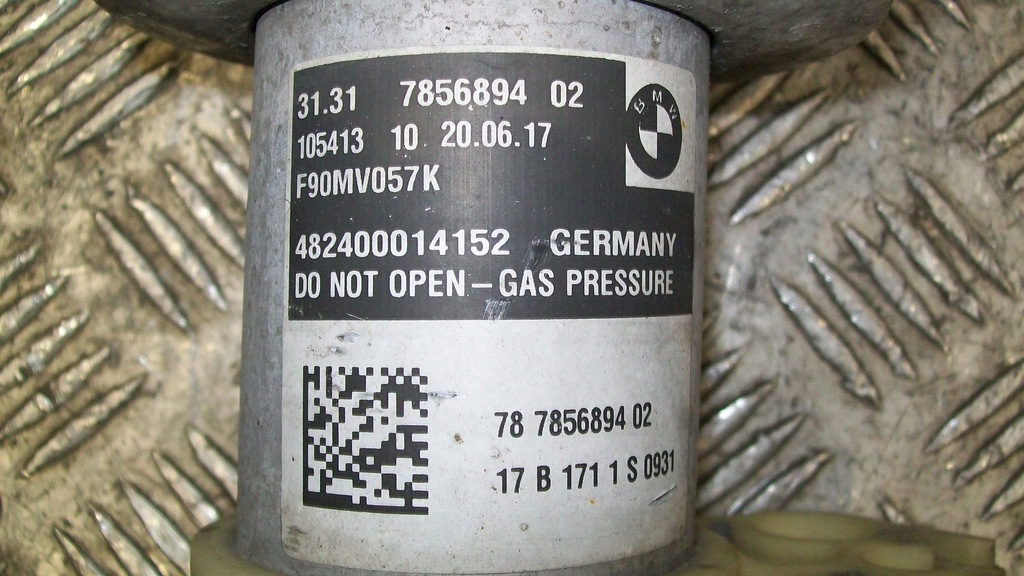 31.31 7856894 02
105413 10 20.06.17
F90MV057K
BMW
482400014152 GERMANY
DO NOT OPEN – GAS PRESSURE
78 7856894 02
17 B 171 1 S 0931